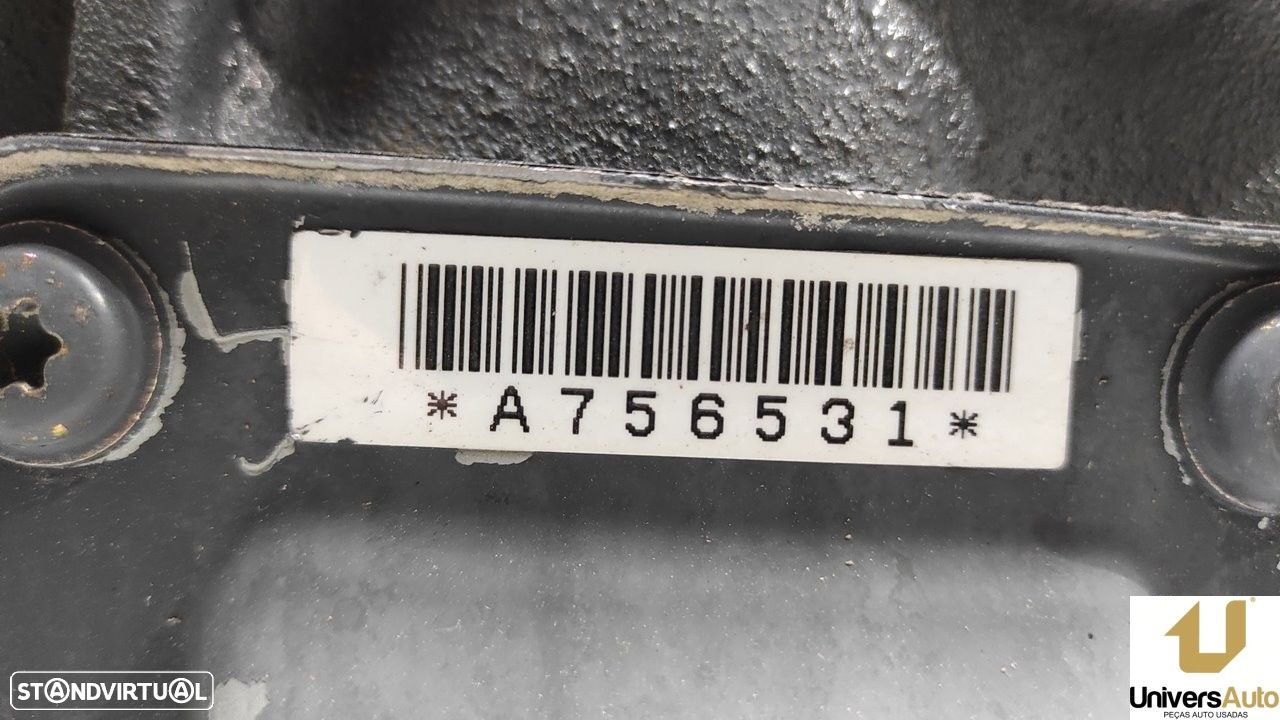 *A756531*
STANDVIRTUAL
UniversAuto
PEÇAS AUTO USADAS